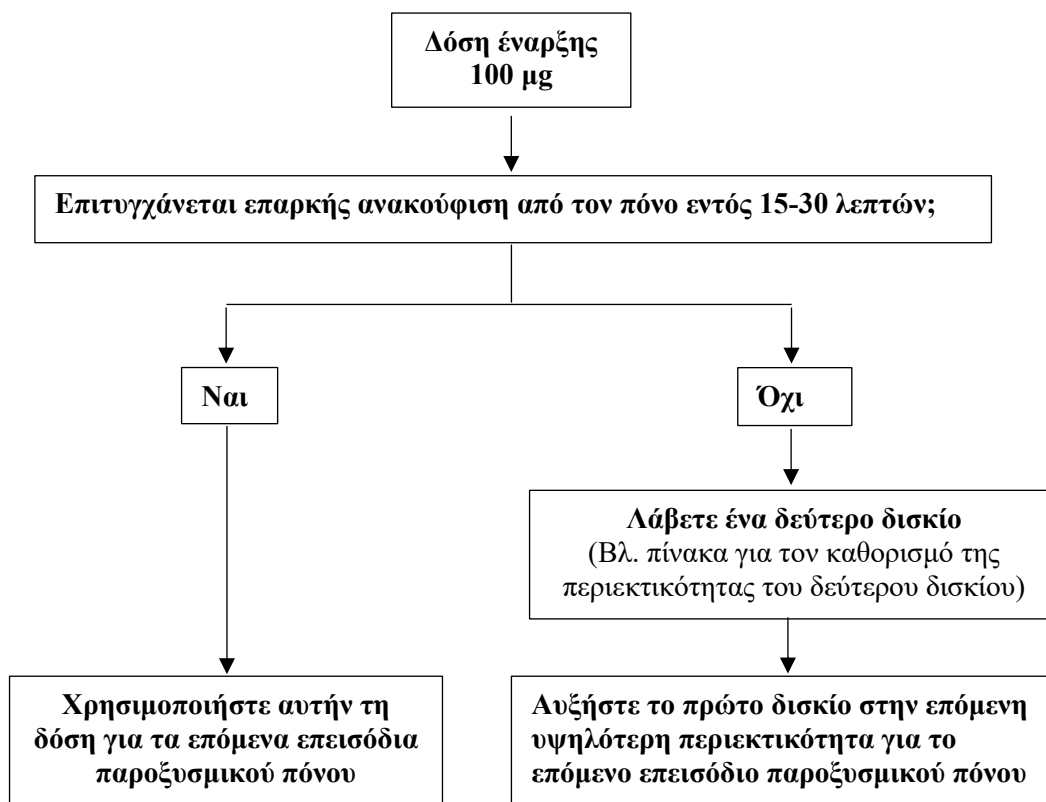 Δόση έναρξης
100 μg
Επιτυγχάνεται επαρκής ανακούφιση από τον πόνο εντός 15-30 λεπτών;
Ναι
Όχι
Λάβετε ένα δεύτερο δισκίο
(Βλ. πίνακα για τον καθορισμό της
περιεκτικότητας του δεύτερου δισκίου)
Χρησιμοποιήστε αυτήν τη
δόση για τα επόμενα επεισόδια
παροξυσμικού πόνου
Αυξήστε το πρώτο δισκίο στην επόμενη
υψηλότερη περιεκτικότητα για το
επόμενο επεισόδιο παροξυσμικού πόνου